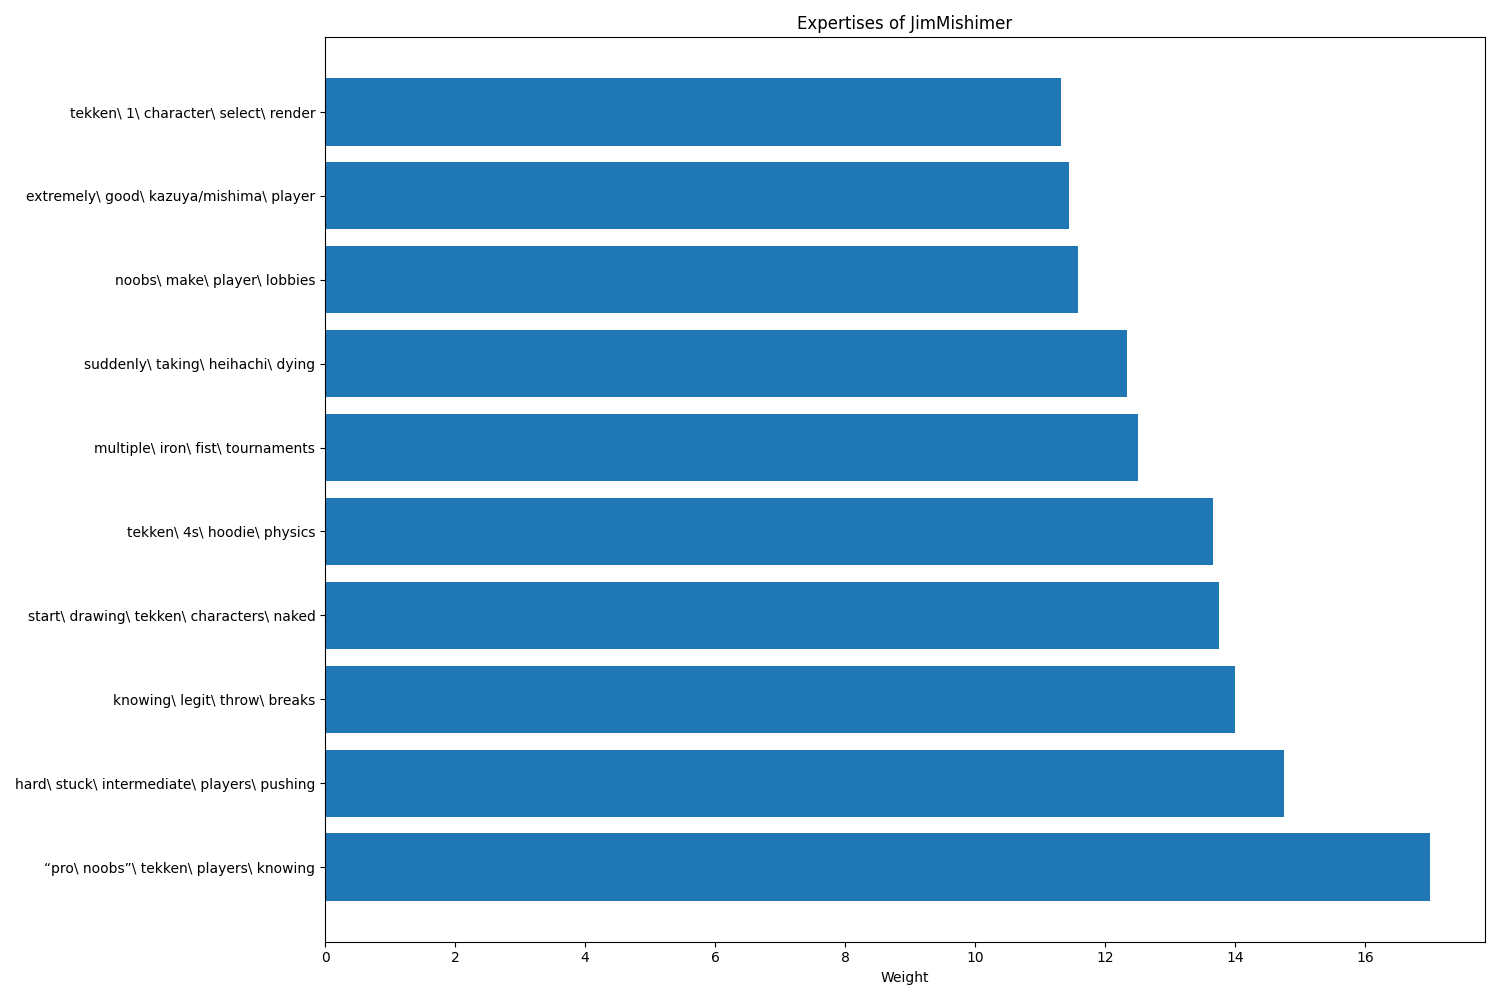 Expertises of JimMishimer
tekken\ 1\ character\ select\ render
extremely\ good\ kazuya/mishima\ player
noobs\ make\ player\ lobbies
suddenly\ taking\ heihachi\ dying
multiple\ iron\ fist\ tournaments
tekken\ 4s\ hoodie\ physics
start\ drawing\ tekken\ characters\ naked
knowing\ legit\ throw\ breaks
hard\ stuck\ intermediate\ players\ pushing
“pro\ noobs”\ tekken\ players\ knowing
0 2 4 6 8 10 12 14 16
Weight